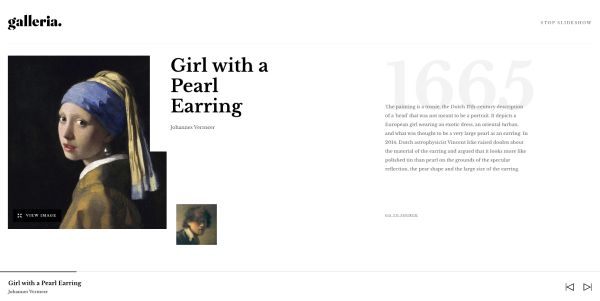 galleria.
STOP SLIDESHOW
Girl with a
Pearl
Earring
Johannes Vermeer
1665
The painting is a tronie, the Dutch 17th-century description
of a 'head' that was not meant to be a portrait. It depicts a
European girl wearing an exotic dress, an oriental turban,
and what was thought to be a very large pearl as an earring. In
2014, Dutch astrophysicist Vincent Icke raised doubts about
the material of the earring and argued that it looks more like
polished tin than pearl on the grounds of the specular
reflection, the pear shape and the large size of the earring.
VIEW IMAGE
GO TO SOURCE
Girl with a Pearl Earring
Johannes Vermeer